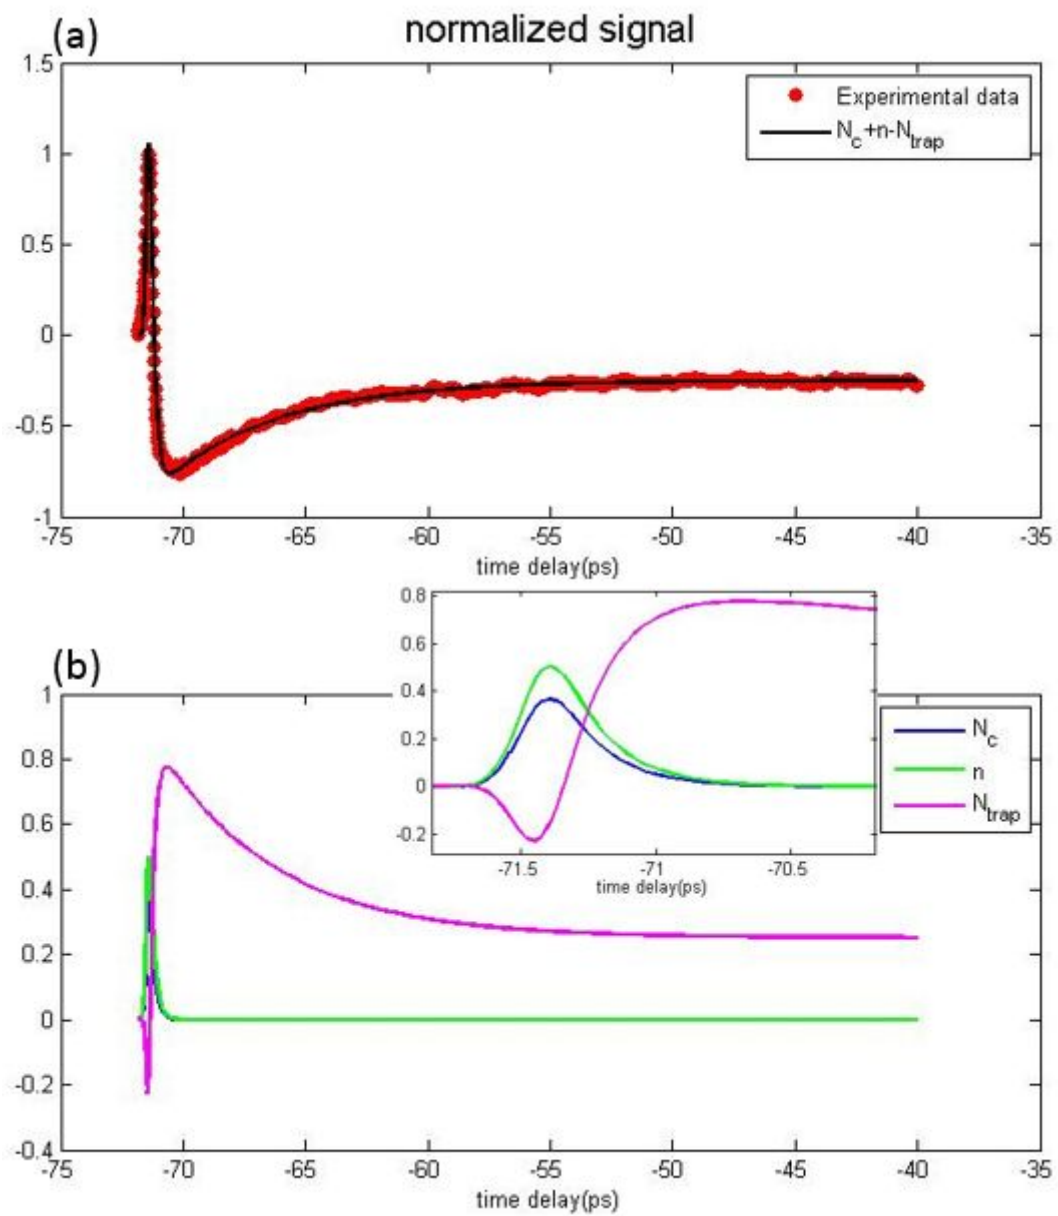 (a)
normalized signal
1.5
1
0.5
0
-0.5
-1
Experimental data
N_c+n-N_trap
-75 -70 -65 -60 -55 -50 -45 -40 -35
time delay(ps)
0.8
0.6
0.4
0.2
0
-0.2
-71.5 -71 -70.5
time delay(ps)
(b)
1
0.8
0.6
0.4
0.2
0
-0.2
-0.4
N_c
n
N_trap
-75 -70 -65 -60 -55 -50 -45 -40 -35
time delay(ps)